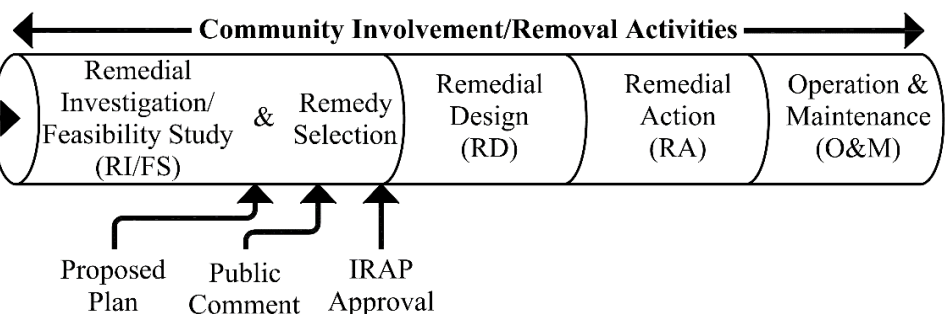 Community Involvement/Removal Activities
Remedial
Investigation/
Feasibility Study
(RI/FS)
&
Remedy
Selection
Remedial
Design
(RD)
Remedial
Action
(RA)
Operation &
Maintenance
(O&M)
Proposed
Plan
Public
Comment
IRAP
Approval